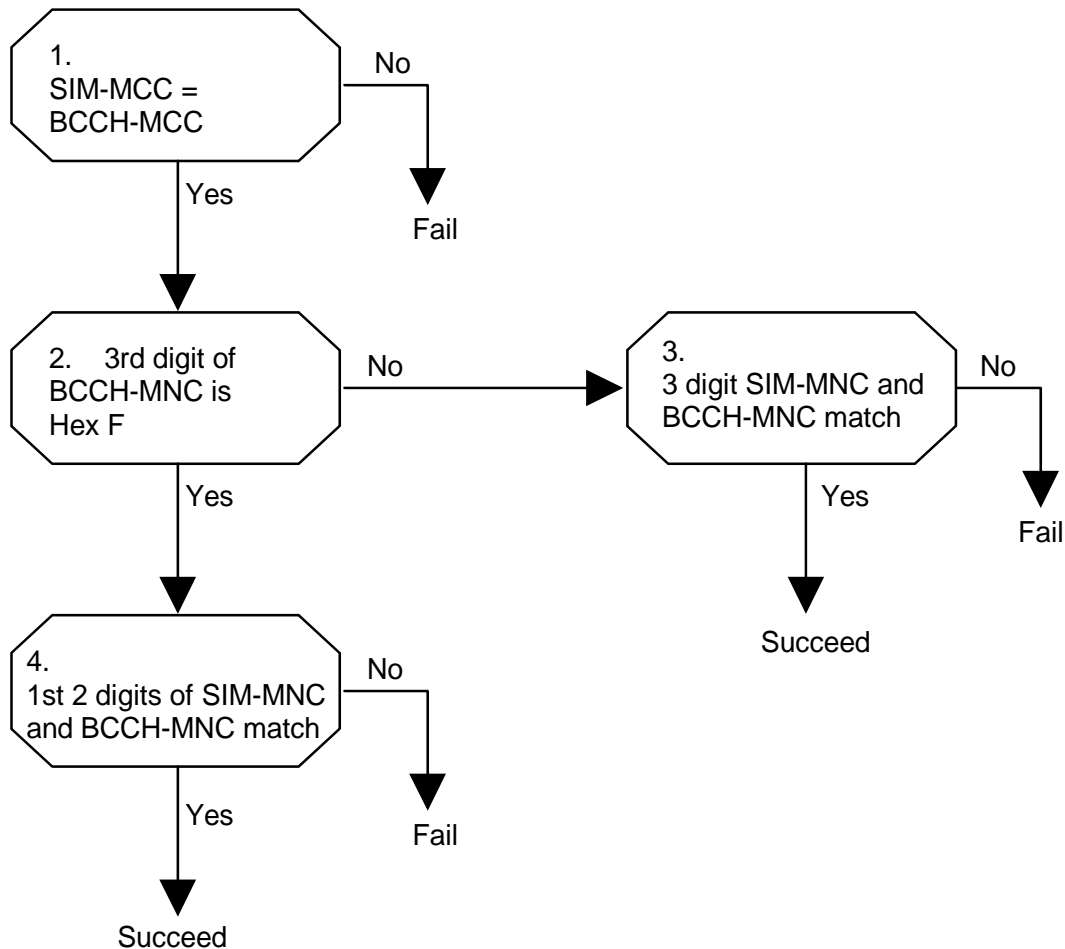 1.
SIM-MCC =
BCCH-MCC
No
Yes
Fail
2. 3rd digit of
BCCH-MNC is
Hex F
No
3.
3 digit SIM-MNC and
BCCH-MNC match
No
Yes
Yes
Fail
Succeed
4.
1st 2 digits of SIM-MNC
and BCCH-MNC match
No
Yes
Fail
Succeed